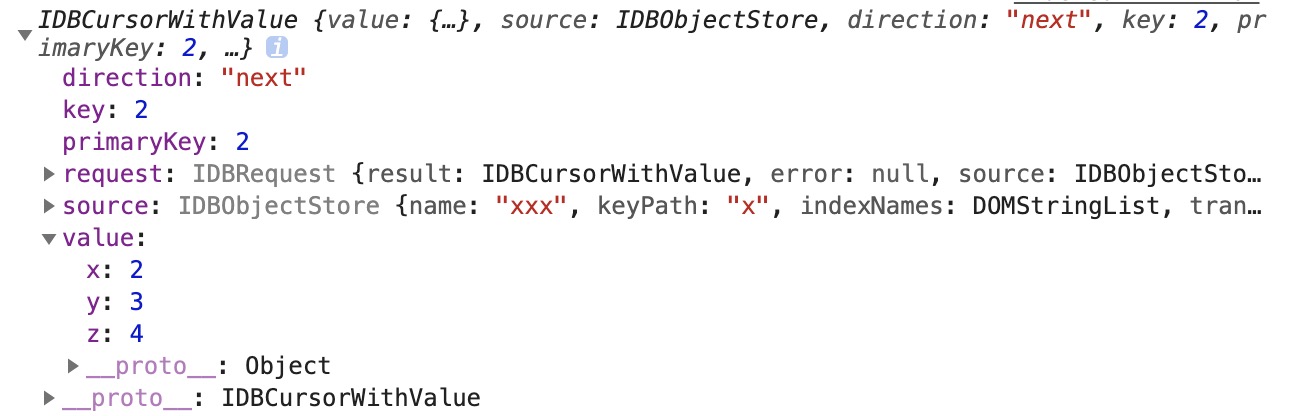 IDBCursorWithValue {value: {…}, source: IDBObjectStore, direction: "next", key: 2, pr
imaryKey: 2, …} i
direction: "next"
key: 2
primaryKey: 2
request: IDBRequest {result: IDBCursorWithValue, error: null, source: IDBObjectSto…
source: IDBObjectStore {name: "xxx", keyPath: "x", indexNames: DOMStringList, tran…
value:
x: 2
y: 3
z: 4
__proto__: Object
__proto__: IDBCursorWithValue